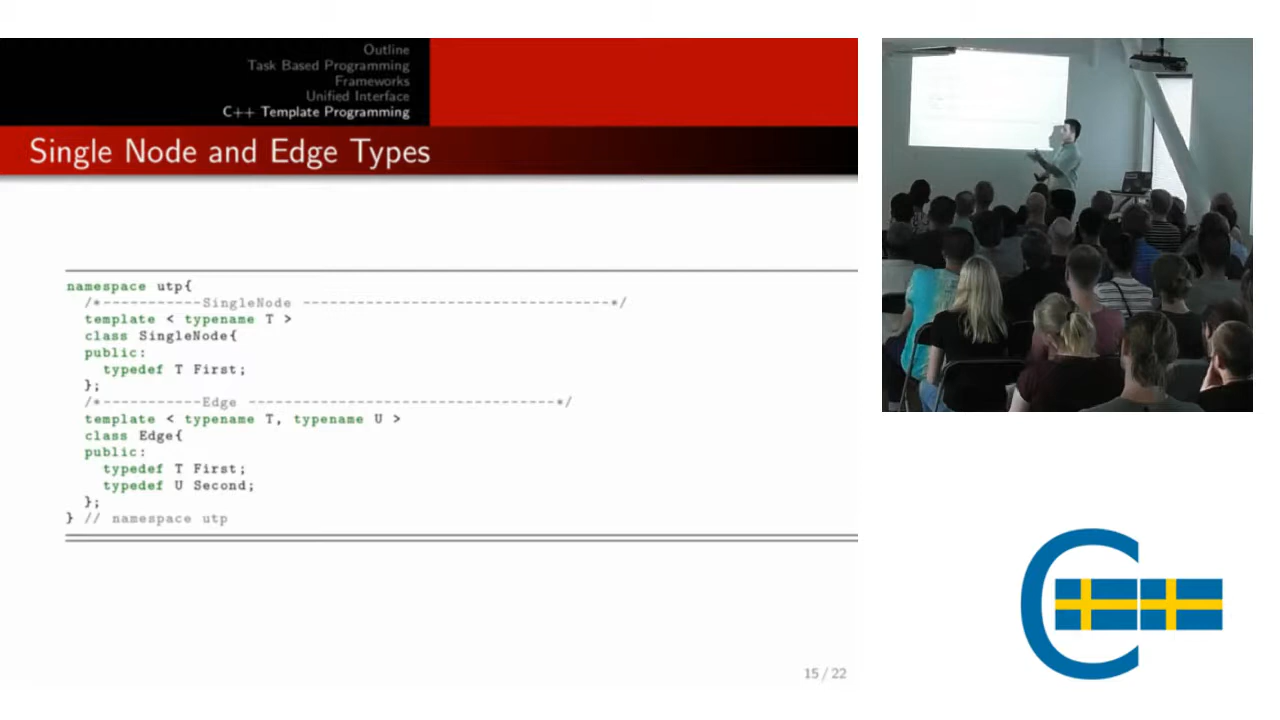 Outline
Task Based Programming
Frameworks
Unified Interface
C++ Template Programming
Single Node and Edge Types
namespace utp{
/*-----------SingleNode ----------------------------------*/
template < typename T >
class SingleNode{
public:
typedef T First;
};
/*-----------Edge ----------------------------------*/
template < typename T, typename U >
class Edge{
public:
typedef T First;
typedef U Second;
};
} // namespace utp
15 / 22
C++